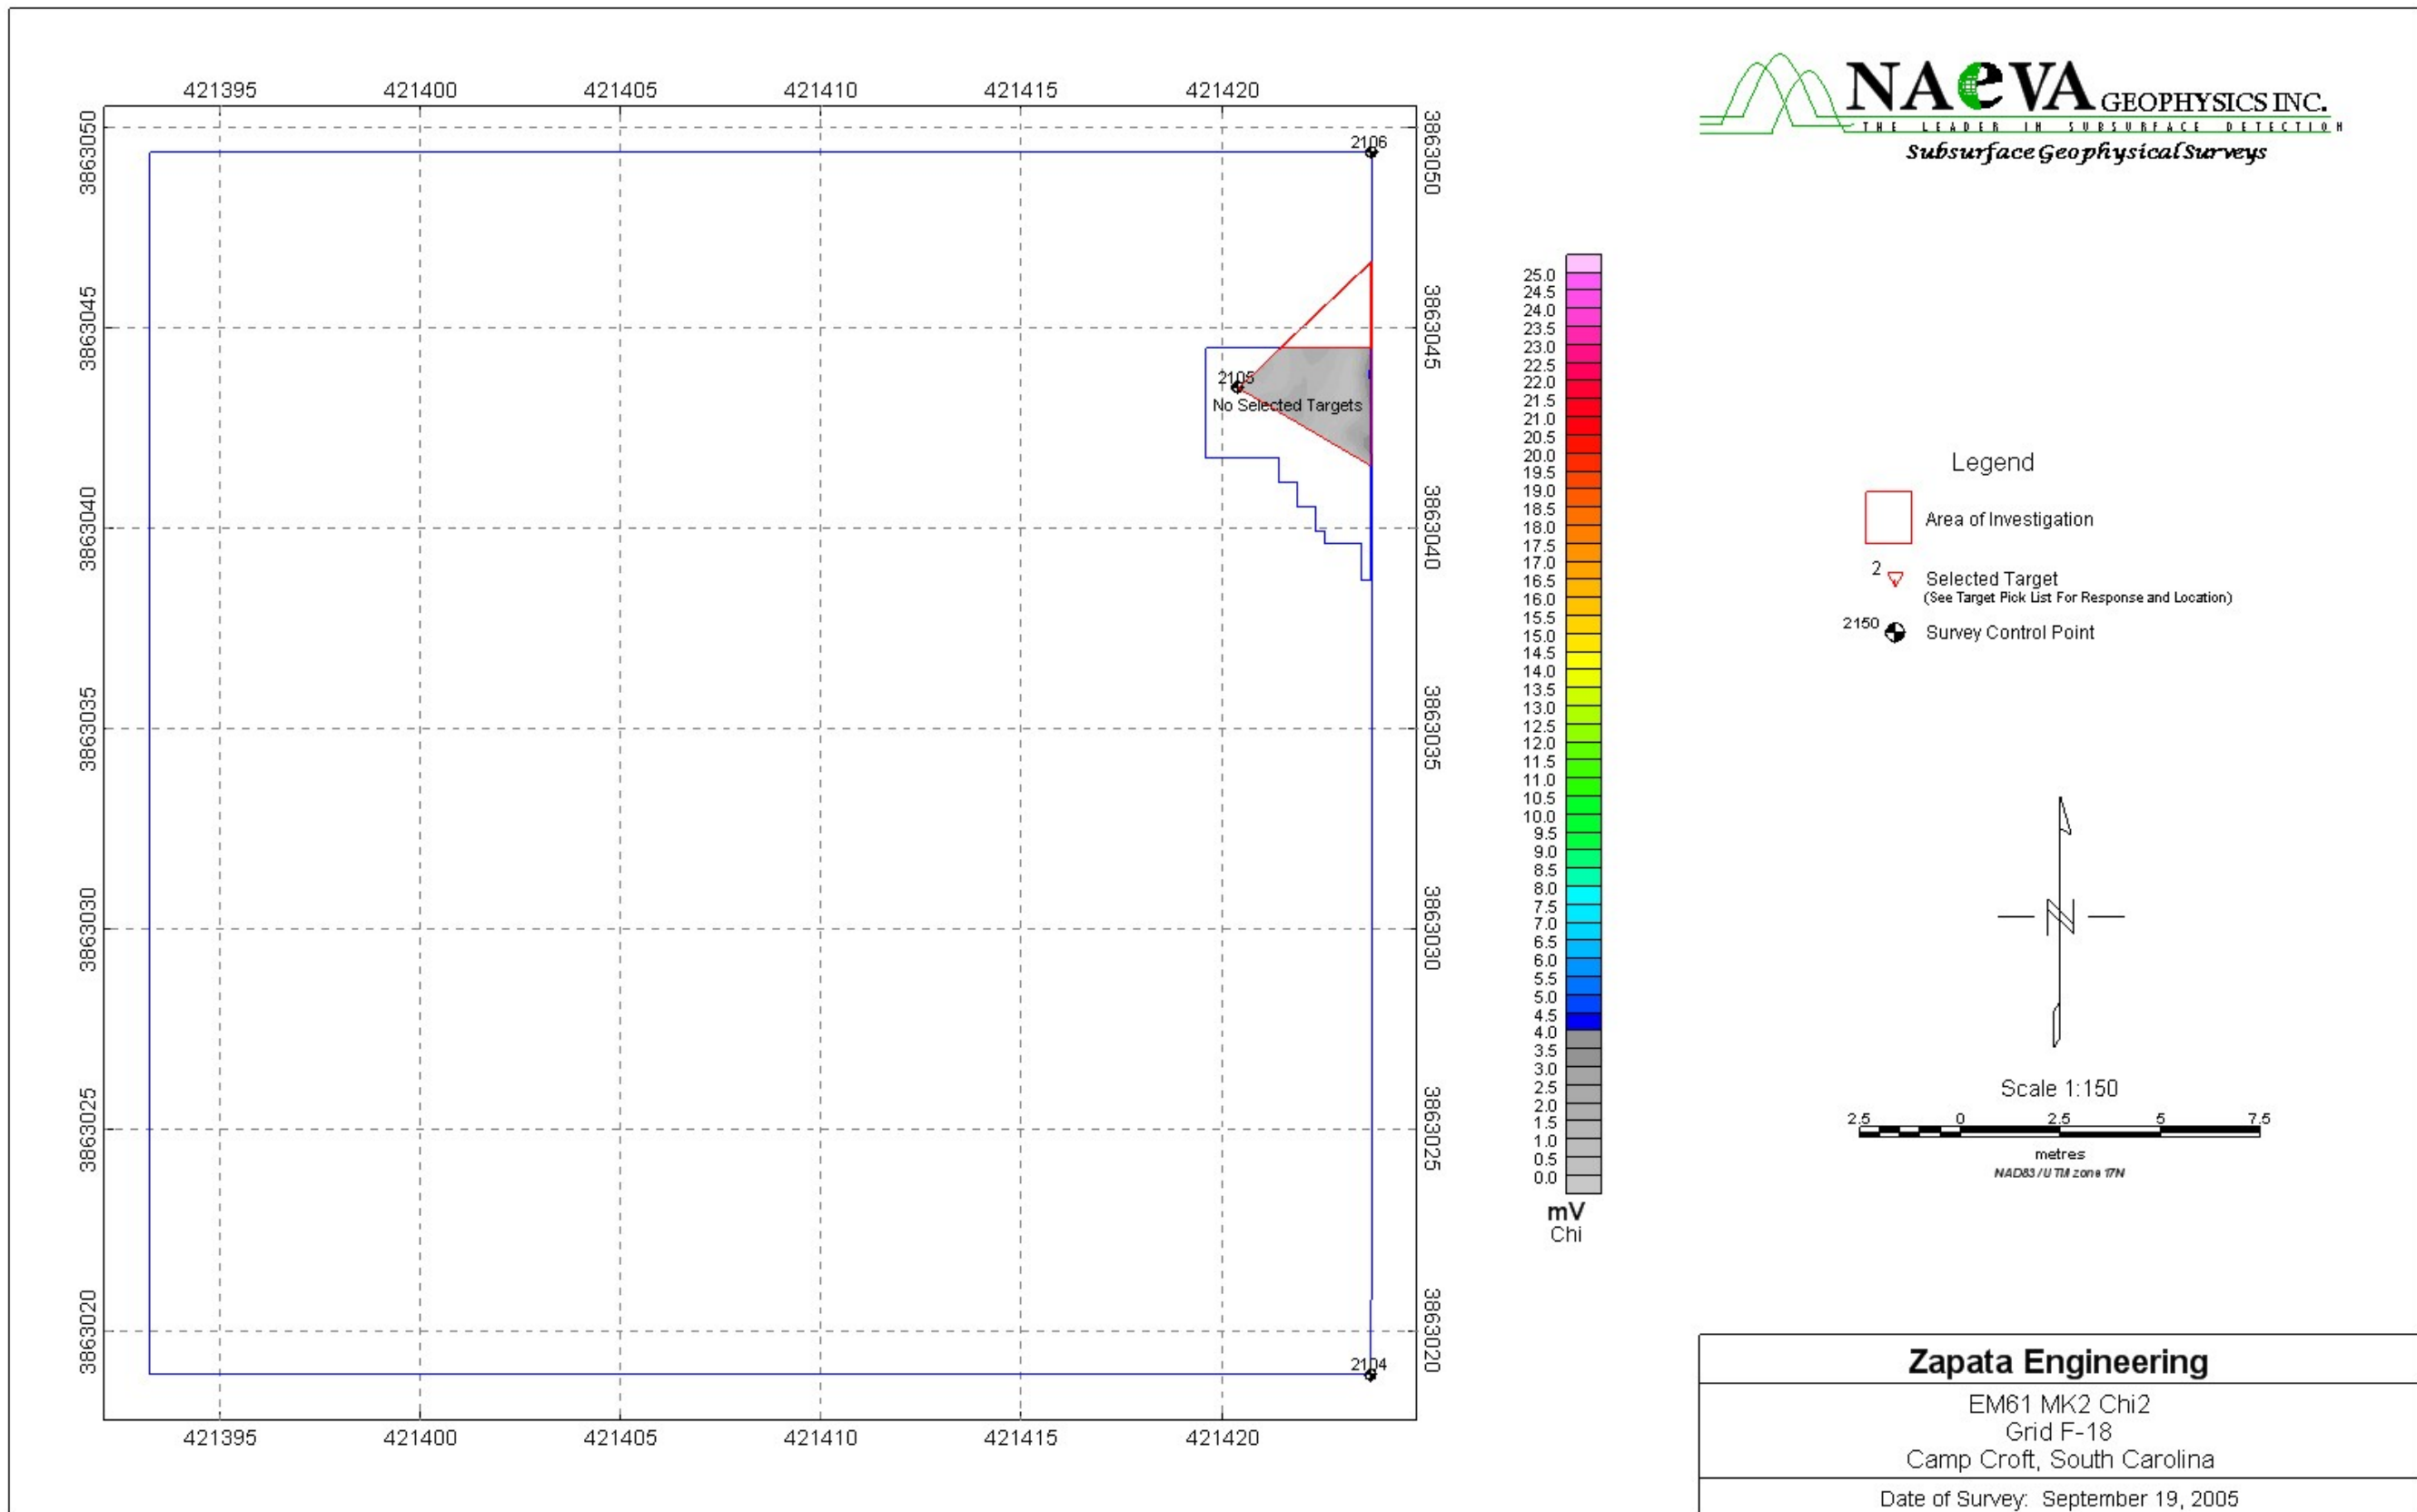 421395 421400 421405 421410 421415 421420
3863050 3863050
3863045 3863045
3863040 3863040
3863035 3863035
3863030 3863030
3863025 3863025
3863020 3863020
421395 421400 421405 421410 421415 421420
2106
2105
No Selected Targets
2104
25.0
24.5
24.0
23.5
23.0
22.5
22.0
21.5
21.0
20.5
20.0
19.5
19.0
18.5
18.0
17.5
17.0
16.5
16.0
15.5
15.0
14.5
14.0
13.5
13.0
12.5
12.0
11.5
11.0
10.5
10.0
9.5
9.0
8.5
8.0
7.5
7.0
6.5
6.0
5.5
5.0
4.5
4.0
3.5
3.0
2.5
2.0
1.5
1.0
0.5
0.0
mV
Chi
NAeVA GEOPHYSICS INC.
THE LEADER IN SUBSURFACE DETECTION
Subsurface Geophysical Surveys
Legend
Area of Investigation
2 Selected Target
(See Target Pick List For Response and Location)
2150 Survey Control Point
N
Scale 1:150
2.5 0 2.5 5 7.5
metres
NAD83 / UTM zone 17N
Zapata Engineering
EM61 MK2 Chi2
Grid F-18
Camp Croft, South Carolina
Date of Survey: September 19, 2005